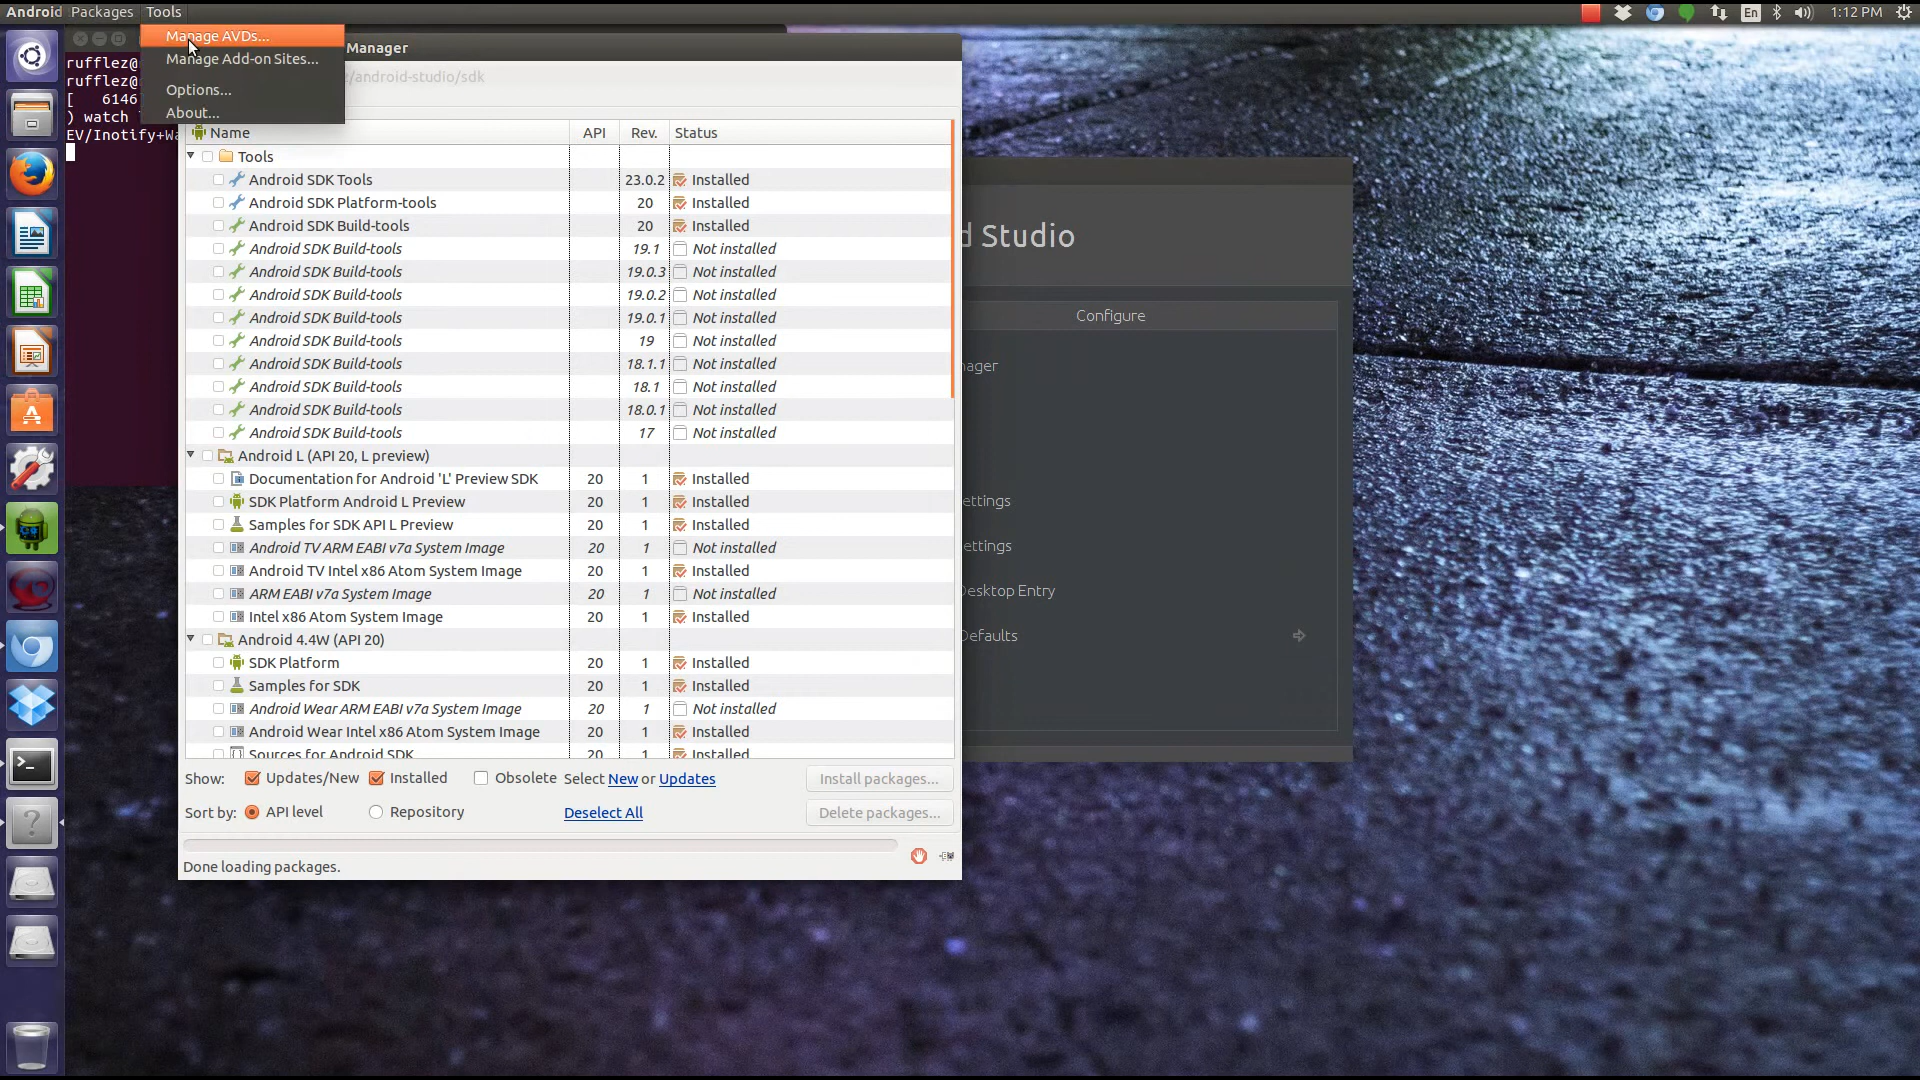 Android Packages Tools
En 1:12 PM
Manage AVDs...
Manage Add-on Sites...
Options...
About...
Manager
/android-studio/sdk
rufflez@
rufflez@
[ 6146
) watch
EV/Inotify+Wa
Name API Rev. Status
Tools
Android SDK Tools 23.0.2 Installed
Android SDK Platform-tools 20 Installed
Android SDK Build-tools 20 Installed
Android SDK Build-tools 19.1 Not installed
Android SDK Build-tools 19.0.3 Not installed
Android SDK Build-tools 19.0.2 Not installed
Android SDK Build-tools 19.0.1 Not installed
Android SDK Build-tools 19 Not installed
Android SDK Build-tools 18.1.1 Not installed
Android SDK Build-tools 18.1 Not installed
Android SDK Build-tools 18.0.1 Not installed
Android SDK Build-tools 17 Not installed
Android L (API 20, L preview)
Documentation for Android 'L' Preview SDK 20 1 Installed
SDK Platform Android L Preview 20 1 Installed
Samples for SDK API L Preview 20 1 Installed
Android TV ARM EABI v7a System Image 20 1 Not installed
Android TV Intel x86 Atom System Image 20 1 Installed
ARM EABI v7a System Image 20 1 Not installed
Intel x86 Atom System Image 20 1 Installed
Android 4.4W (API 20)
SDK Platform 20 1 Installed
Samples for SDK 20 1 Installed
Android Wear ARM EABI v7a System Image 20 1 Not installed
Android Wear Intel x86 Atom System Image 20 1 Installed
Sources for Android SDK 20 1 Installed
Show: Updates/New Installed Obsolete Select New or Updates Install packages...
Sort by: API level Repository Deselect All Delete packages...
Done loading packages.
d Studio
Configure
nager
ettings
ettings
Desktop Entry
Defaults